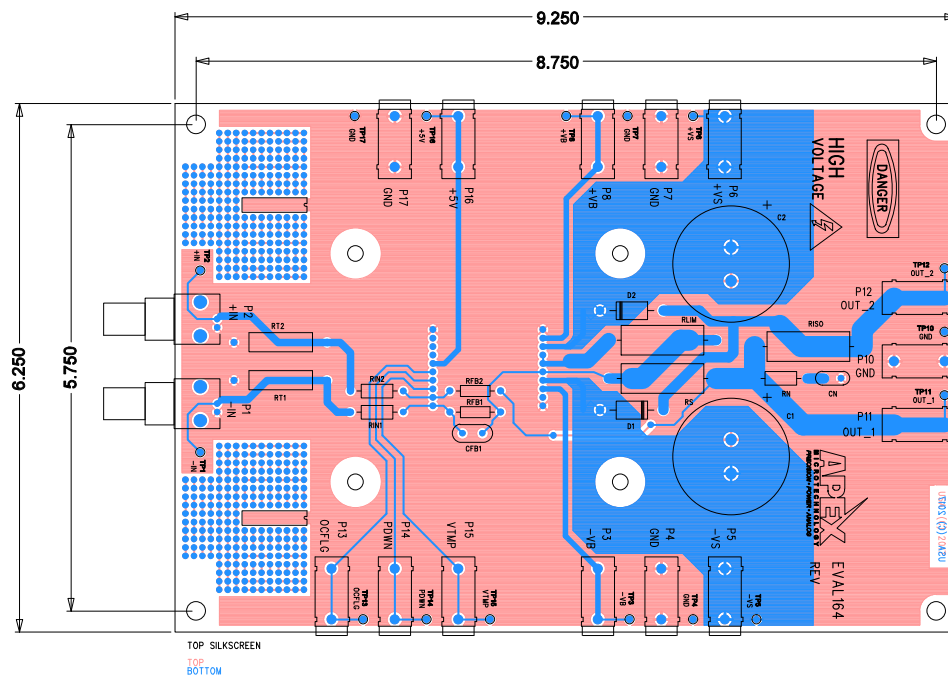 9.250
8.750
6.250
5.750
TP17
GND
TP16
+5V
TP8
+VB
TP7
GND
TP6
+VS
P17
GND
P16
+5V
P8
+VB
P7
GND
P6
+VS
HIGH
VOLTAGE
DANGER
C2
TP2
+IN
P2
+IN
RT2
D2
RLIM
RISO
TP12
OUT_2
P12
OUT_2
TP10
GND
P10
GND
RT1
RIN2
RFB2
RS
RN
CN
P1
-IN
RIN1
RFB1
CFB1
D1
C1
TP11
OUT_1
P11
OUT_1
TP1
-IN
APEX
MICROTECHNOLOGY
P13
OCFLG
P14
PDWN
P15
VTMP
P3
-VB
P4
GND
P5
-VS
EVAL164
REV
TP13
OCFLG
TP14
PDWN
TP15
VTMP
TP3
-VB
TP4
GND
TP5
-VS
TOP SILKSCREEN
TOP
BOTTOM